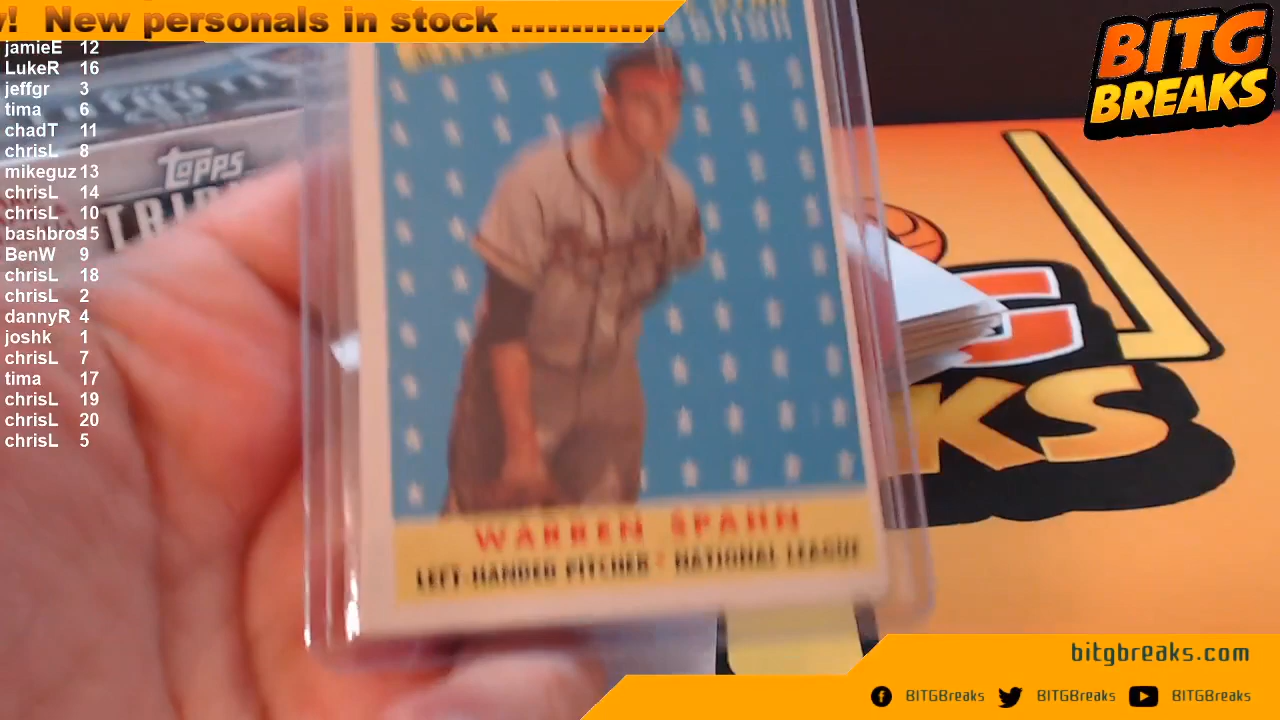 ! New personals in stock .............
BITG
BREAKS
jamieE 12
LukeR 16
jeffgr 3
tima 6
chadT 11
chrisL 8
mikeguz 13
chrisL 14
chrisL 10
bashbros 15
BenW 9
chrisL 18
chrisL 2
dannyR 4
joshk 1
chrisL 7
tima 17
chrisL 19
chrisL 20
chrisL 5
Topps
TRI
WARREN SPAHN
LEFT-HANDED PITCHER · NATIONAL LEAGUE
KS
bitgbreaks.com
BITGBreaks BITGBreaks BITGBreaks